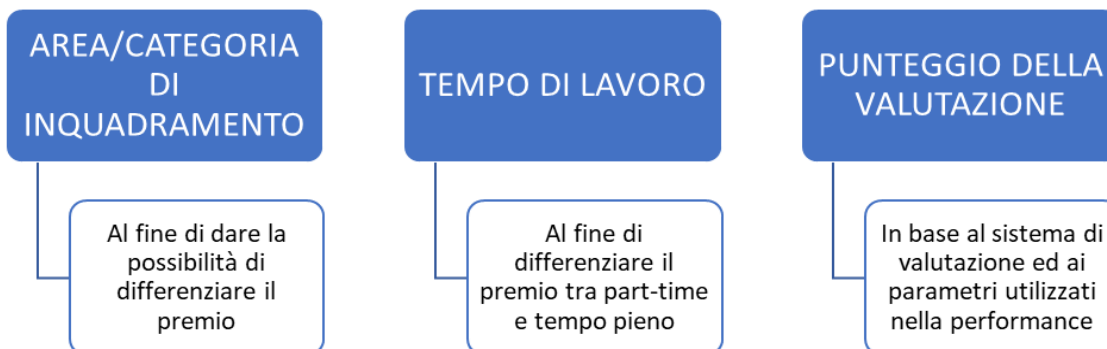 AREA/CATEGORIA
DI
INQUADRAMENTO
Al fine di dare la
possibilità di
differenziare il
premio
TEMPO DI LAVORO
Al fine di
differenziare il
premio tra part-time
e tempo pieno
PUNTEGGIO DELLA
VALUTAZIONE
In base al sistema di
valutazione ed ai
parametri utilizzati
nella performance